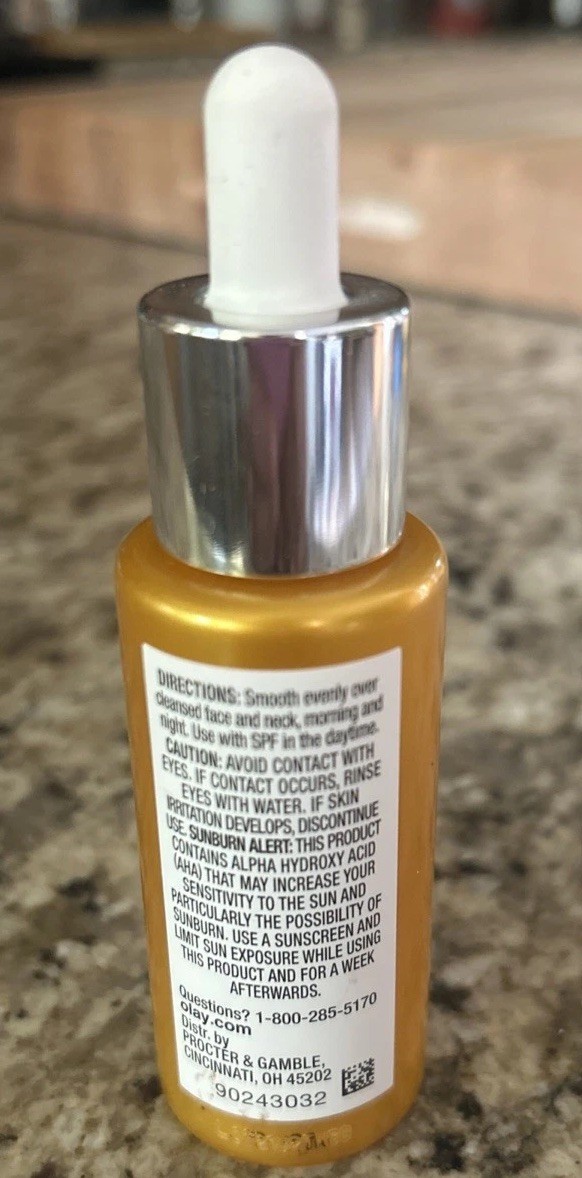 DIRECTIONS: Smooth evenly over
cleansed face and neck, morning and
night. Use with SPF in the daytime.
CAUTION: AVOID CONTACT WITH
EYES. IF CONTACT OCCURS, RINSE
EYES WITH WATER. IF SKIN
IRRITATION DEVELOPS, DISCONTINUE
USE. SUNBURN ALERT: THIS PRODUCT
CONTAINS ALPHA HYDROXY ACID
(AHA) THAT MAY INCREASE YOUR
SENSITIVITY TO THE SUN AND
PARTICULARLY THE POSSIBILITY OF
SUNBURN. USE A SUNSCREEN AND
LIMIT SUN EXPOSURE WHILE USING
THIS PRODUCT AND FOR A WEEK
AFTERWARDS.
Questions? 1-800-285-5170
olay.com
Distr. by
PROCTER & GAMBLE,
CINCINNATI, OH 45202
90243032